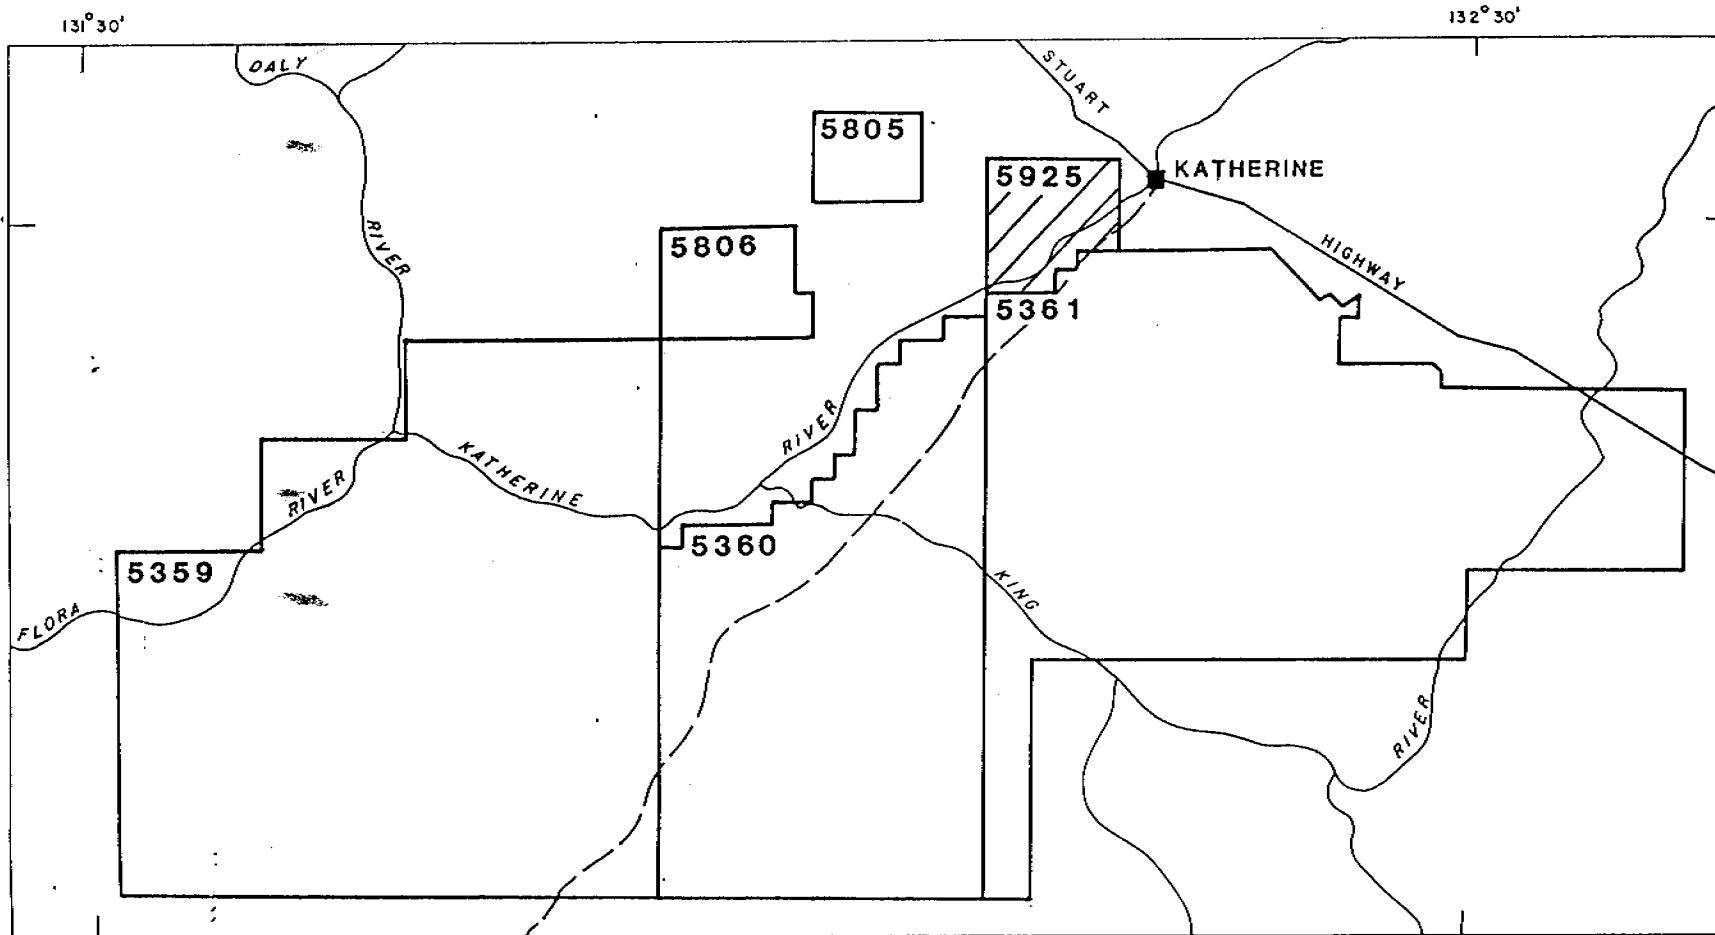 131°30'
132°30'
DALY
RIVER
STUART
HIGHWAY
5805
5925
KATHERINE
5806
5361
RIVER
KATHERINE
RIVER
5360
5359
FLORA
KING
RIVER